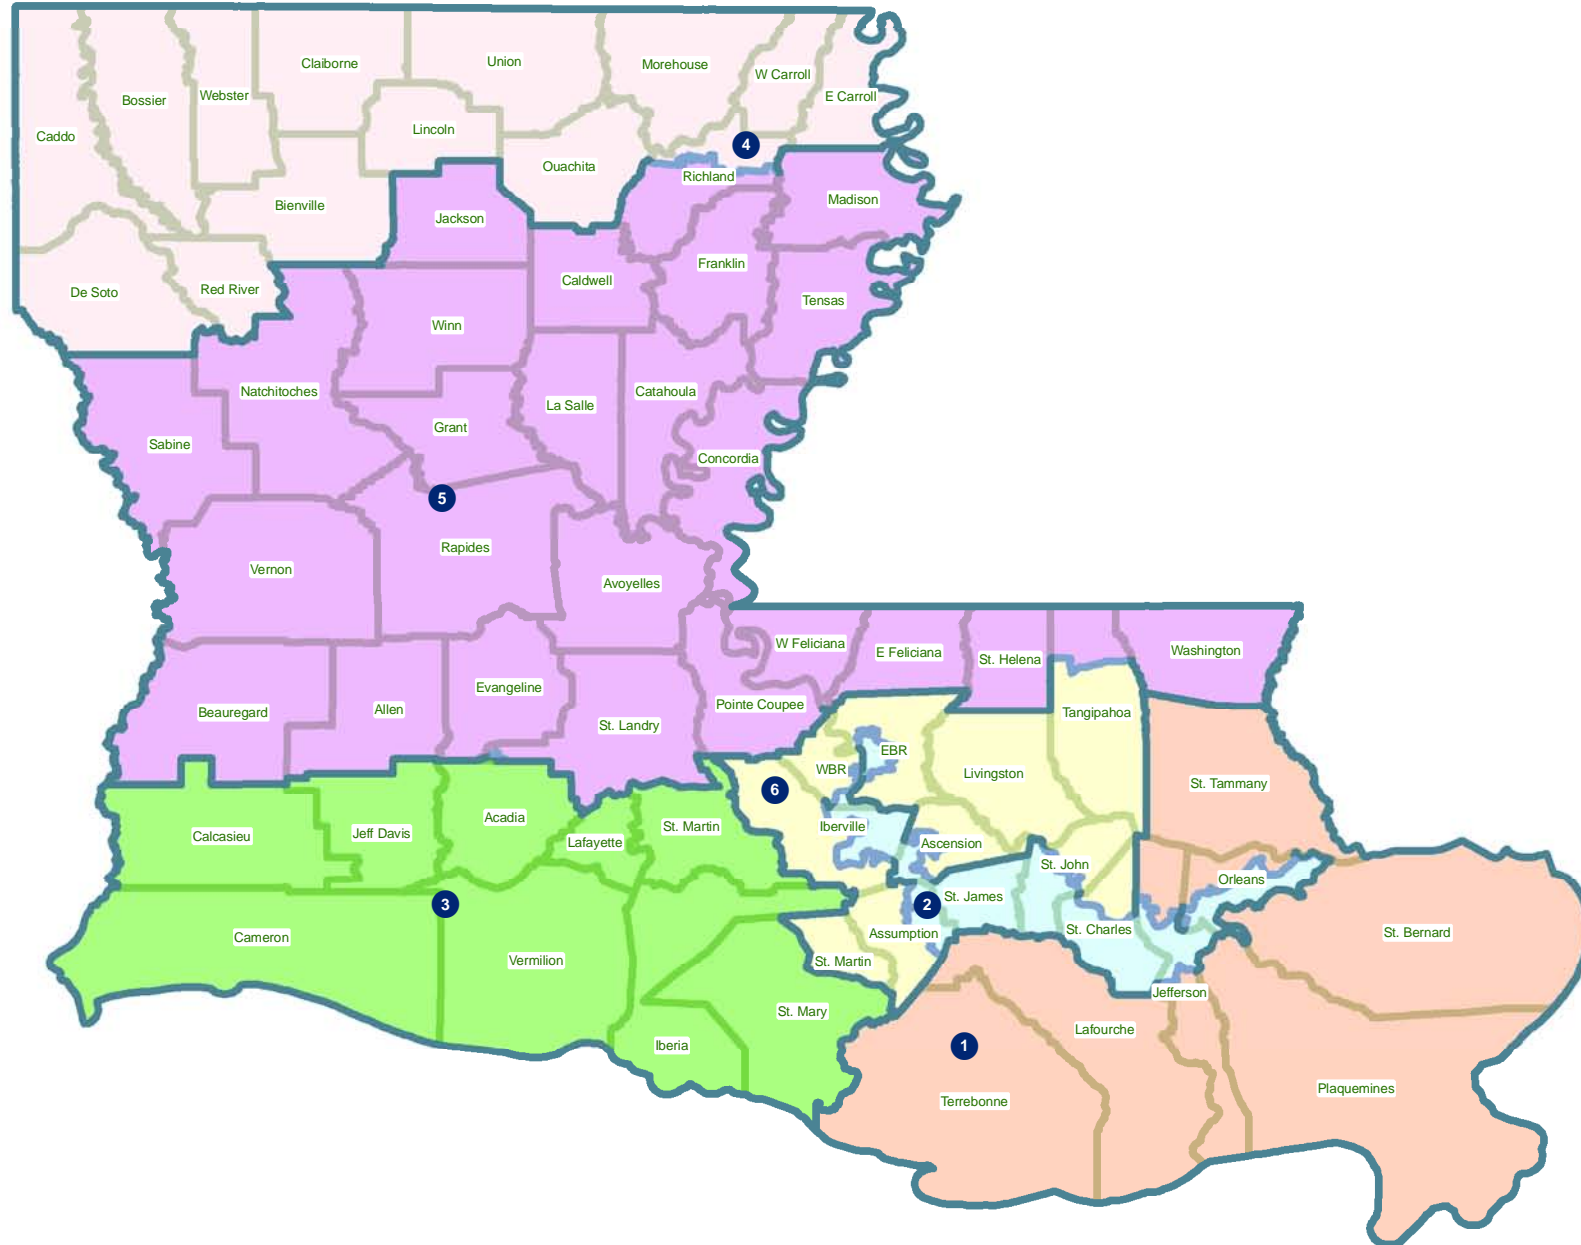 Claiborne
Union
Morehouse
W Carroll
Bossier
Webster
E Carroll
Caddo
Lincoln
4
Ouachita
Richland
Madison
Bienville
Jackson
Franklin
Caldwell
De Soto
Red River
Tensas
Winn
Natchitoches
La Salle
Catahoula
Grant
Sabine
Concordia
5
Rapides
Vernon
Avoyelles
W Feliciana
E Feliciana
St. Helena
Washington
Evangeline
Pointe Coupee
Beauregard
Allen
St. Landry
Tangipahoa
EBR
WBR
Livingston
St. Tammany
6
Calcasieu
Jeff Davis
Acadia
Lafayette
St. Martin
Iberville
Ascension
St. John
Orleans
3
2
St. James
Cameron
Assumption
St. Charles
St. Bernard
Vermilion
St. Martin
Jefferson
St. Mary
Lafourche
Iberia
1
Terrebonne
Plaquemines